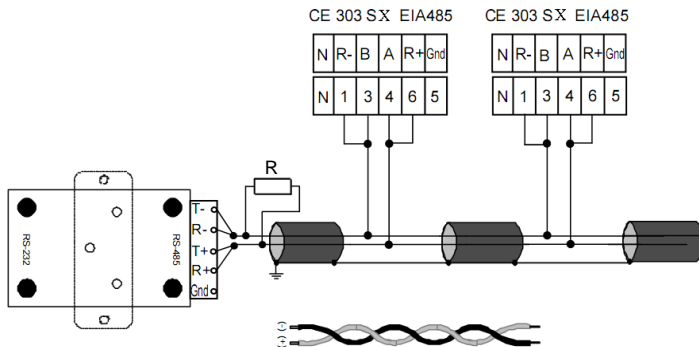 CE 303 SX EIA485
N R- B A R+ Gnd
N 1 3 4 6 5
CE 303 SX EIA485
N R- B A R+ Gnd
N 1 3 4 6 5
R
RS-232
RS-485
T-
R-
T+
R+
Gnd
-
+